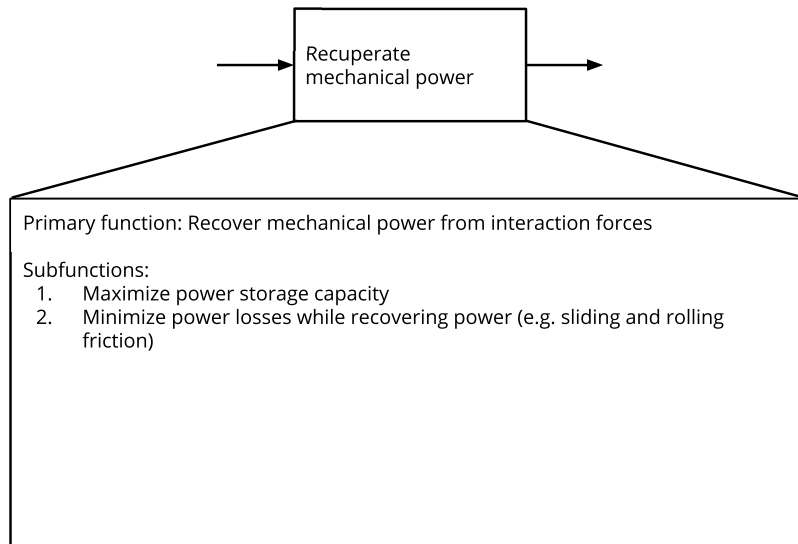 Recuperate
mechanical power
Primary function: Recover mechanical power from interaction forces
Subfunctions:
1. Maximize power storage capacity
2. Minimize power losses while recovering power (e.g. sliding and rolling
friction)